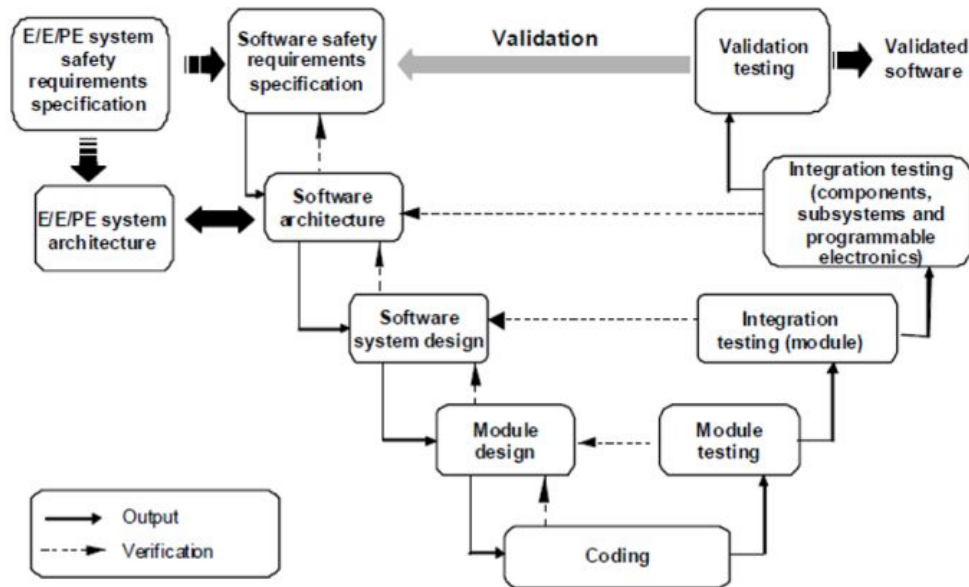 E/E/PE system
safety
requirements
specification
Software safety
requirements
specification
Validation
Validation
testing
Validated
software
E/E/PE system
architecture
Software
architecture
Integration testing
(components,
subsystems and
programmable
electronics)
Software
system design
Integration
testing (module)
Module
design
Module
testing
Coding
Output
Verification